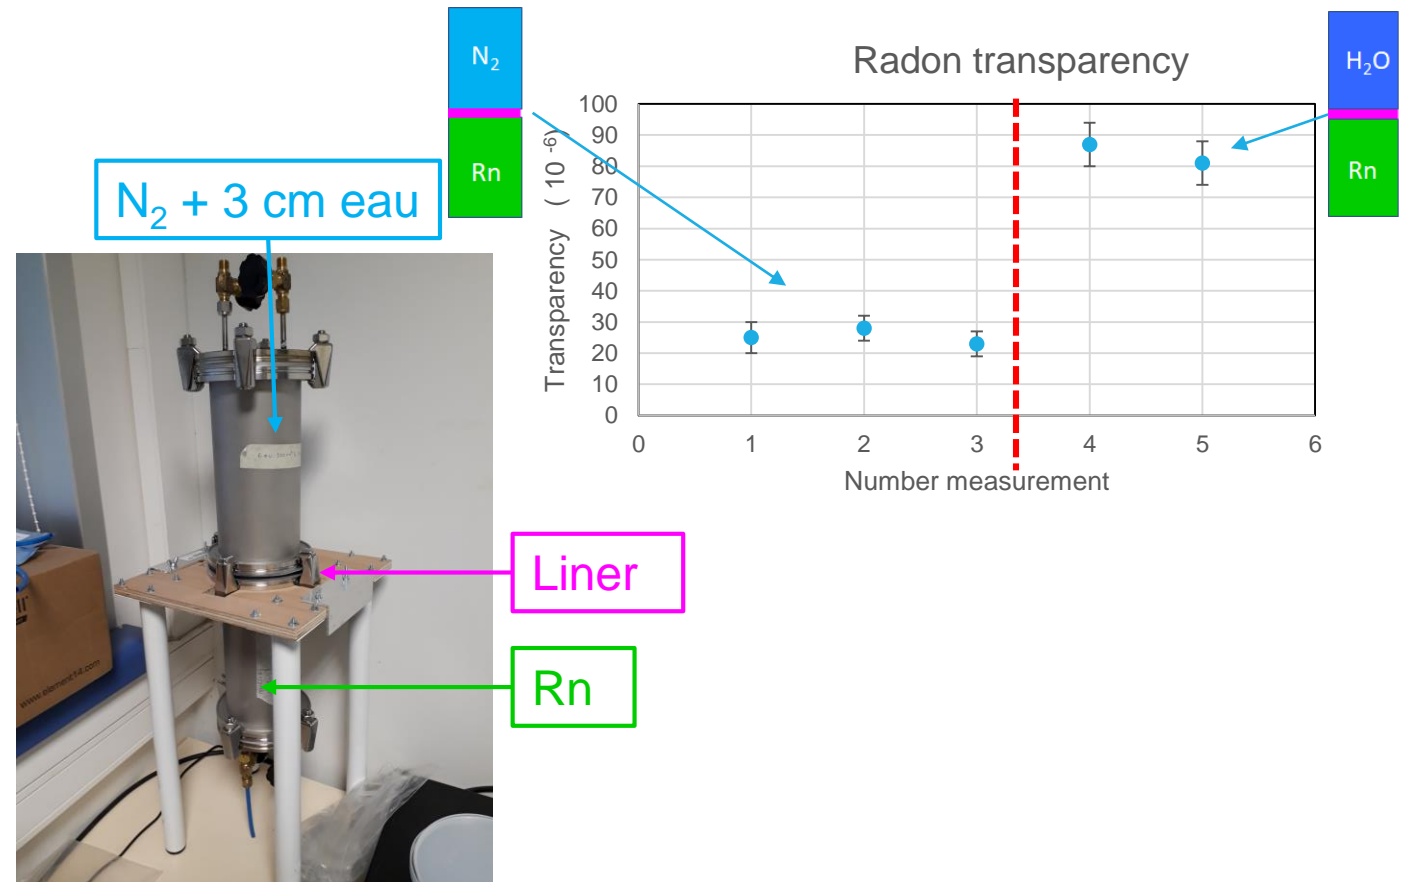 N₂
Rn
N₂ + 3 cm eau
Radon transparency
H₂O
Rn
Transparency ( 10 ⁻⁶)
100
90
80
70
60
50
40
30
20
10
0
0 1 2 3 4 5 6
Number measurement
Liner
Rn
www.element14.com